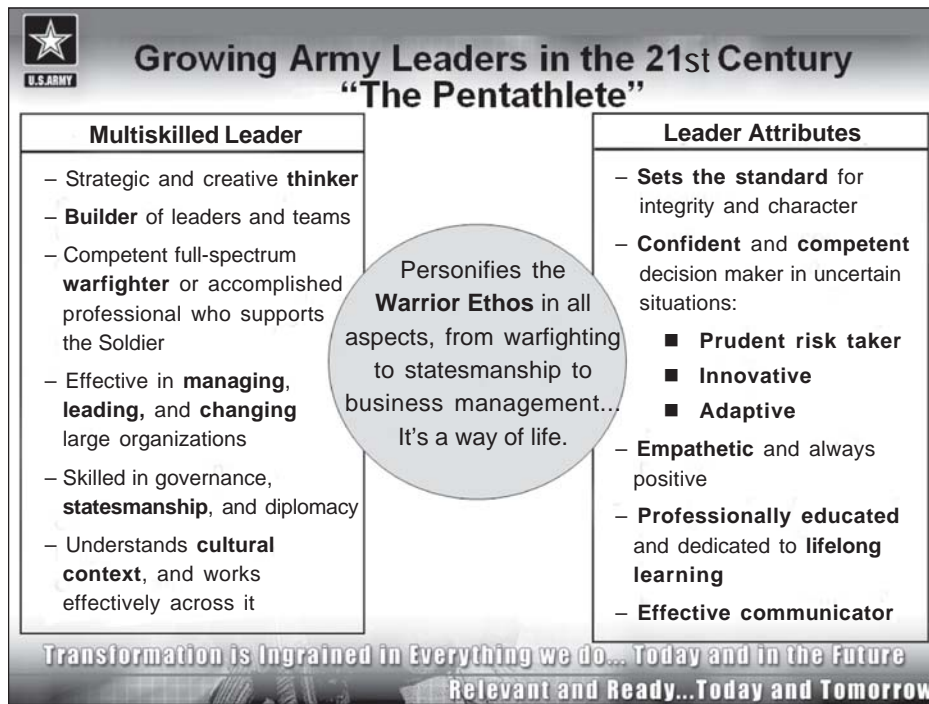 U.S.ARMY
Growing Army Leaders in the 21st Century
“The Pentathlete”
Multiskilled Leader
– Strategic and creative thinker
– Builder of leaders and teams
– Competent full-spectrum
warfighter or accomplished
professional who supports
the Soldier
– Effective in managing,
leading, and changing
large organizations
– Skilled in governance,
statesmanship, and diplomacy
– Understands cultural
context, and works
effectively across it
Personifies the
Warrior Ethos in all
aspects, from warfighting
to statesmanship to
business management...
It’s a way of life.
Leader Attributes
– Sets the standard for
integrity and character
– Confident and competent
decision maker in uncertain
situations:
■ Prudent risk taker
■ Innovative
■ Adaptive
– Empathetic and always
positive
– Professionally educated
and dedicated to lifelong
learning
– Effective communicator
Transformation is Ingrained in Everything we do... Today and in the Future
Relevant and Ready...Today and Tomorrow